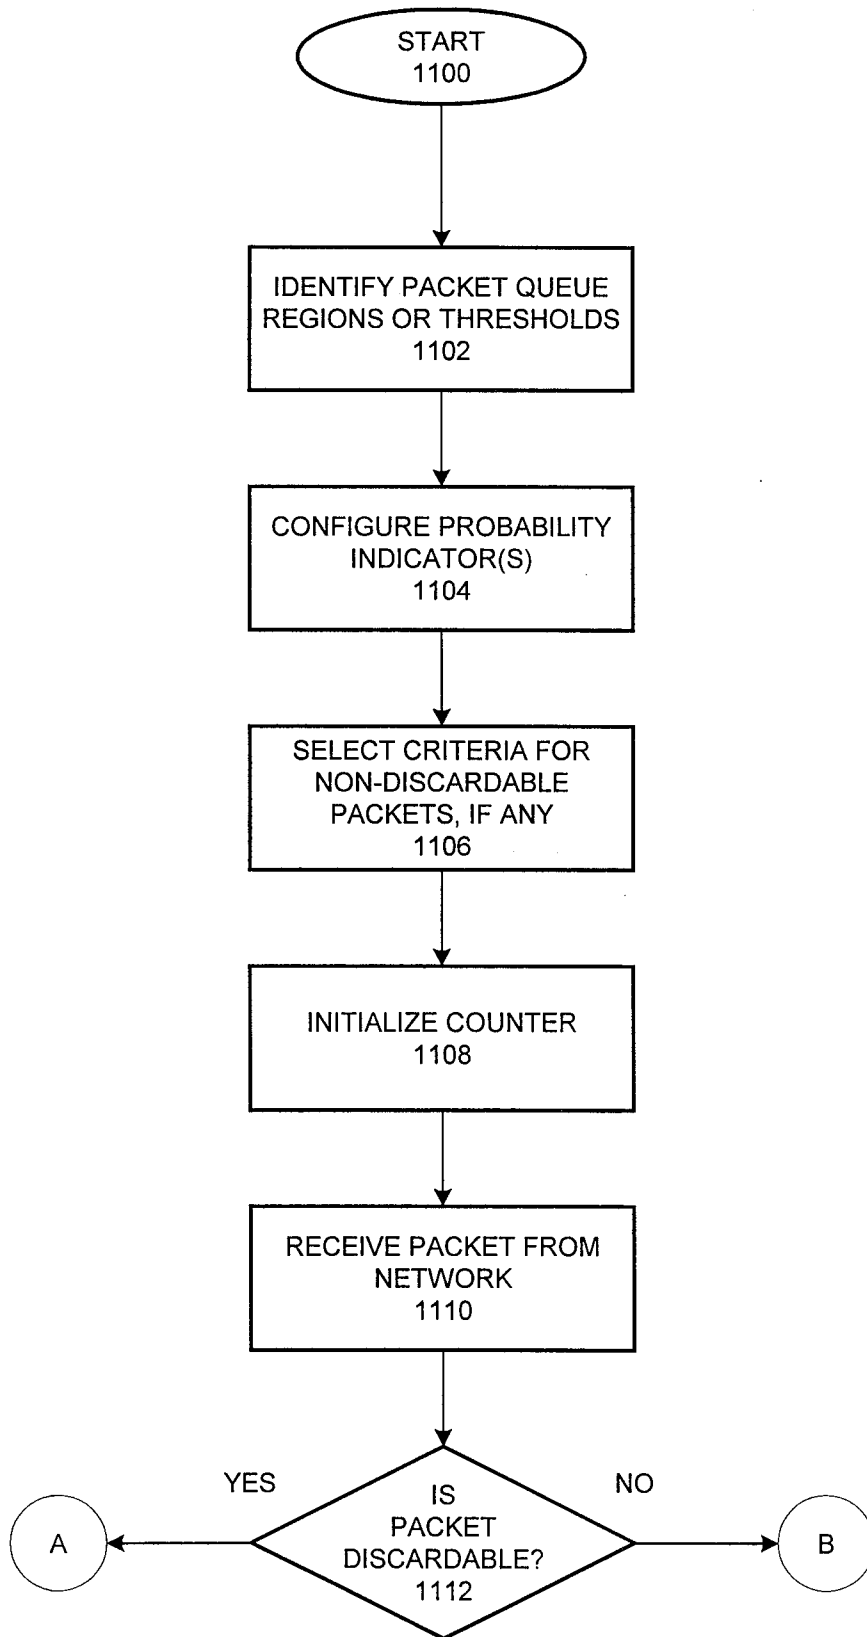 START
1100
IDENTIFY PACKET QUEUE
REGIONS OR THRESHOLDS
1102
CONFIGURE PROBABILITY
INDICATOR(S)
1104
SELECT CRITERIA FOR
NON-DISCARDABLE
PACKETS, IF ANY
1106
INITIALIZE COUNTER
1108
RECEIVE PACKET FROM
NETWORK
1110
YES
NO
IS
PACKET
DISCARDABLE?
1112
A
B